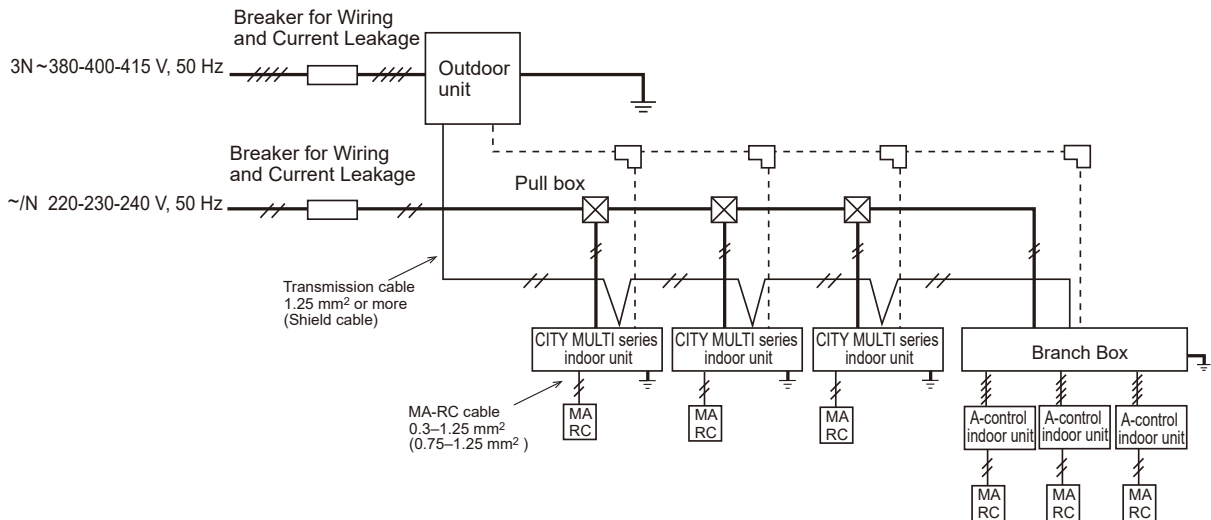 Breaker for Wiring
and Current Leakage
3N ~380-400-415 V, 50 Hz
Outdoor
unit
Breaker for Wiring
and Current Leakage
~/N 220-230-240 V, 50 Hz
Pull box
Transmission cable
1.25 mm² or more
(Shield cable)
CITY MULTI series
indoor unit
CITY MULTI series
indoor unit
CITY MULTI series
indoor unit
Branch Box
MA-RC cable
0.3–1.25 mm²
(0.75–1.25 mm² )
MA
RC
MA
RC
MA
RC
A-control
indoor unit
A-control
indoor unit
A-control
indoor unit
MA
RC
MA
RC
MA
RC